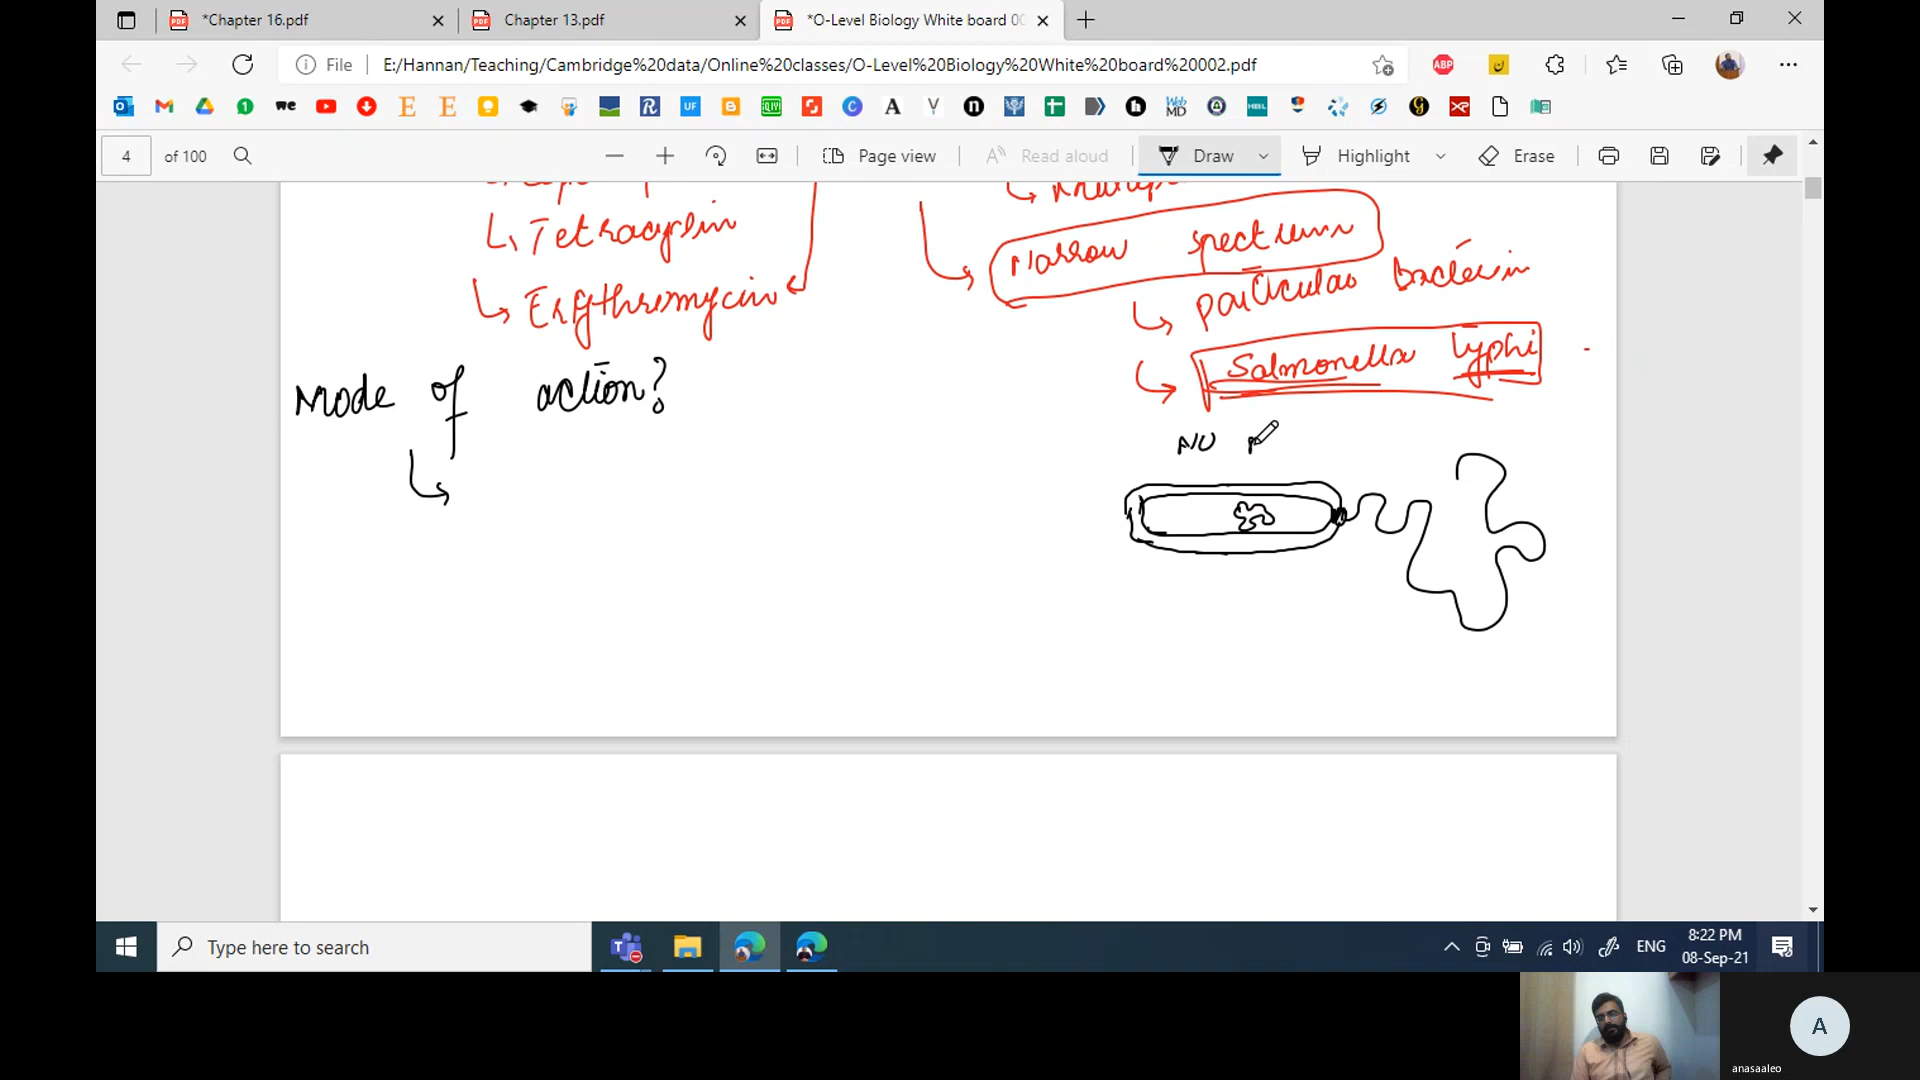 *Chapter 16.pdf
Chapter 13.pdf
*O-Level Biology White board 00
File
E:/Hannan/Teaching/Cambridge%20data/Online%20classes/O-Level%20Biology%20White%20board%20002.pdf
4 of 100
Page view
Read aloud
Draw
Highlight
Erase
Tetracyslin
Narrow spectrum
Erythromycin
particular bacteria
Salmonella typhi
Mode of action?
NO
Type here to search
ENG
8:22 PM
08-Sep-21
A
anasaaleo